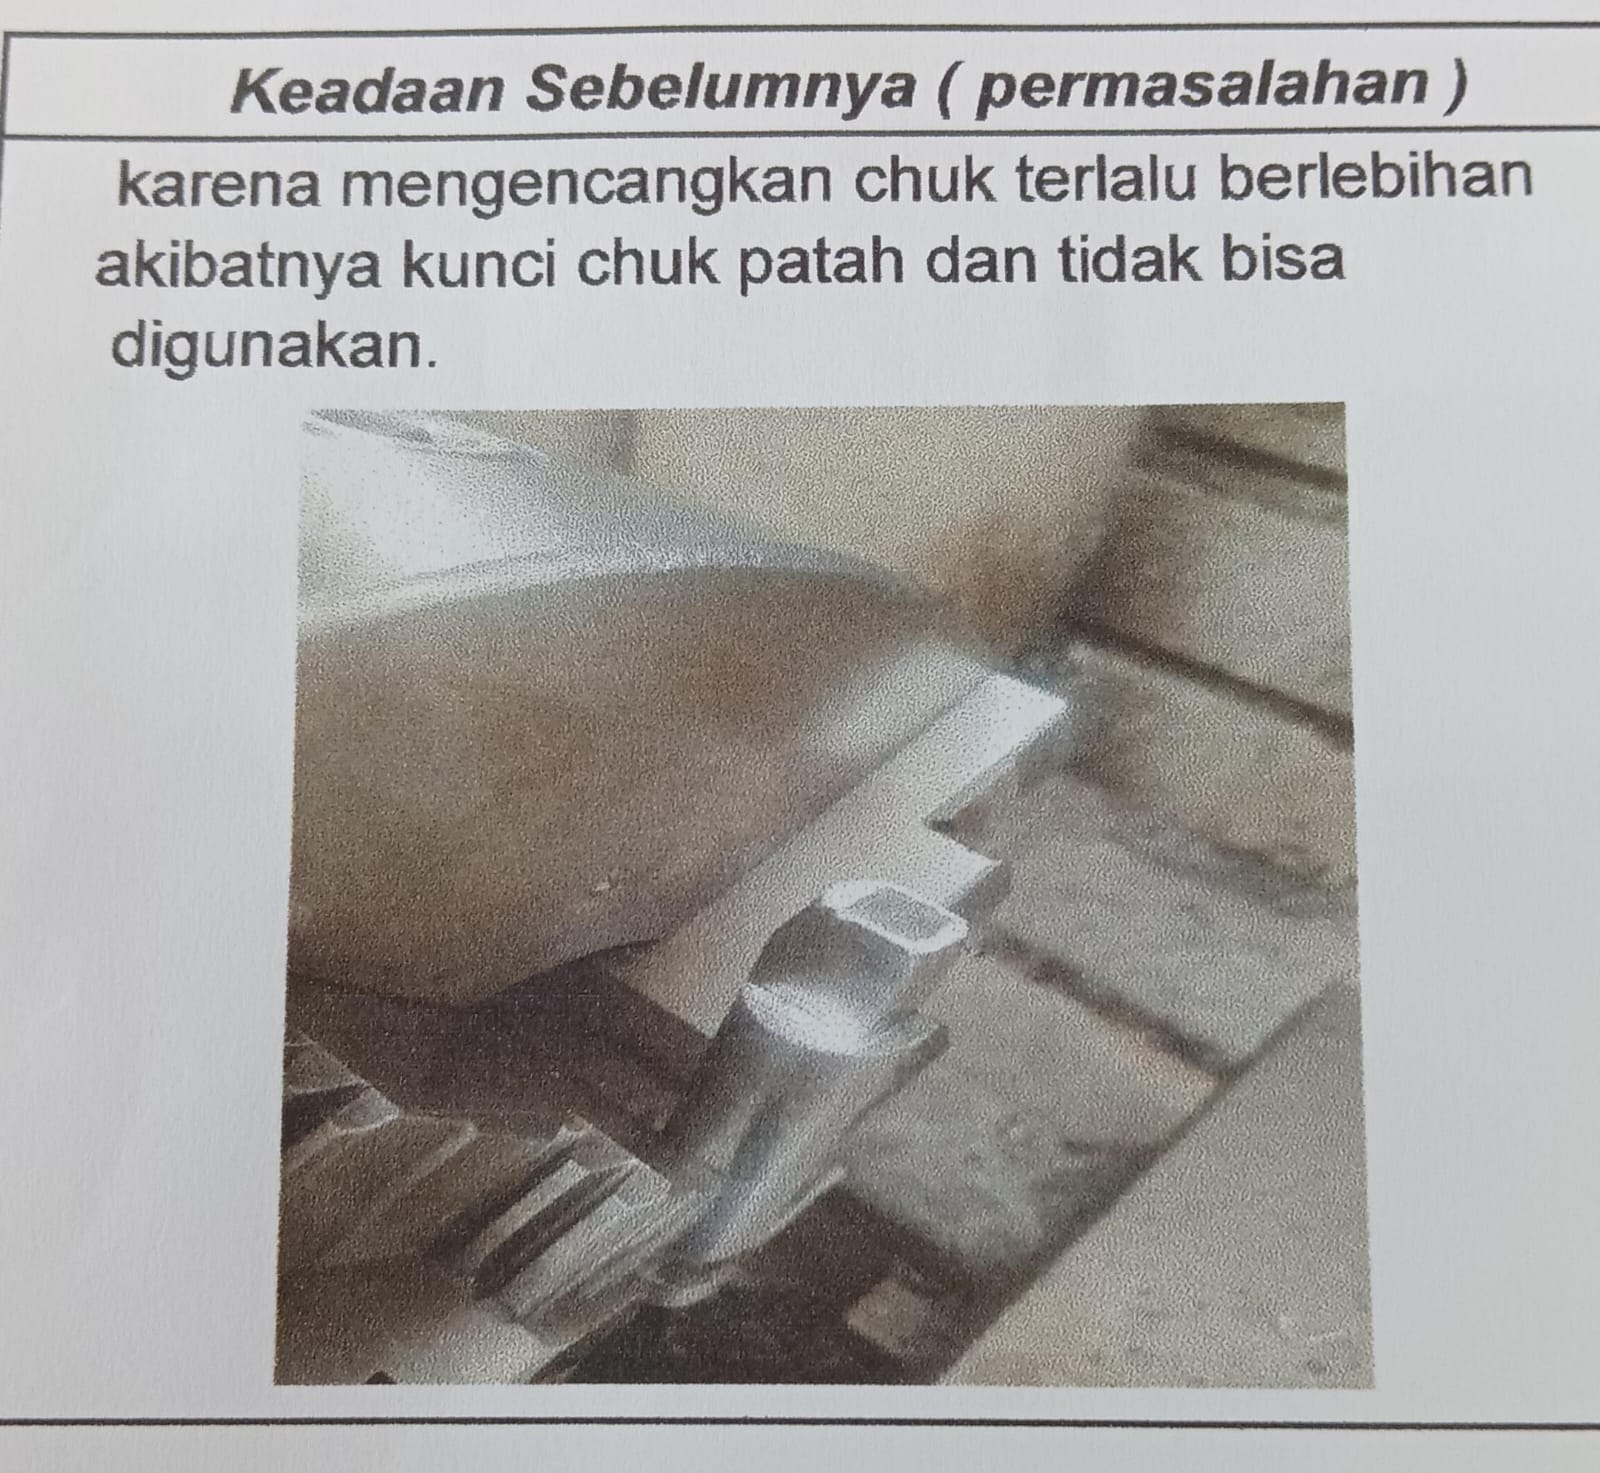 Keadaan Sebelumnya ( permasalahan )
karena mengencangkan chuk terlalu berlebihan
akibatnya kunci chuk patah dan tidak bisa
digunakan.